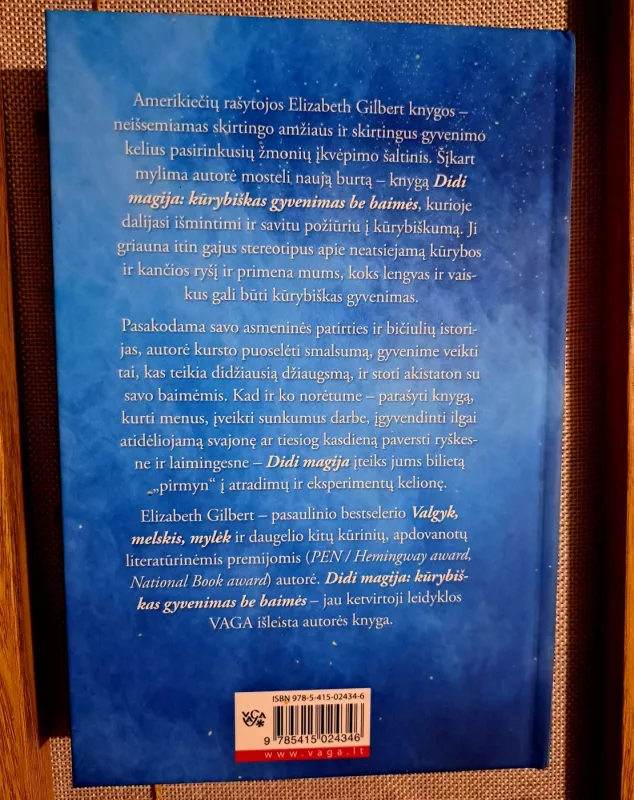 Amerikiečių rašytojos Elizabeth Gilbert knygos –
neišsemiamas skirtingo amžiaus ir skirtingus gyvenimo
kelius pasirinkusių žmonių įkvėpimo šaltinis. Šįkart
mylima autorė mosteli naują burtą – knygą Didi
magija: kūrybiškas gyvenimas be baimės, kurioje
dalijasi išmintimi ir savitu požiūriu į kūrybiškumą. Ji
griauna itin gajus stereotipus apie neatsiejamą kūrybos
ir kančios ryšį ir primena mums, koks lengvas ir vais-
kus gali būti kūrybiškas gyvenimas.
Pasakodama savo asmeninės patirties ir bičiulių istori-
jas, autorė kursto puoselėti smalsumą, gyvenime veikti
tai, kas teikia didžiausią džiaugsmą, ir stoti akistaton su
savo baimėmis. Kad ir ko norėtume – parašyti knygą,
kurti menus, įveikti sunkumus darbe, įgyvendinti ilgai
atidėliojamą svajonę ar tiesiog kasdieną paversti ryškes-
ne ir laimingesne – Didi magija įteiks jums bilietą
„pirmyn“ į atradimų ir eksperimentų kelionę.
Elizabeth Gilbert – pasaulinio bestselerio Valgyk,
melskis, mylėk ir daugelio kitų kūrinių, apdovanotų
literatūrinėmis premijomis (PEN / Hemingway award,
National Book award) autorė. Didi magija: kūrybiš-
kas gyvenimas be baimės – jau ketvirtoji leidyklos
VAGA išleista autorės knyga.
ISBN 978-5-415-02434-6
VAGA
9 785415 024346
www.vaga.lt